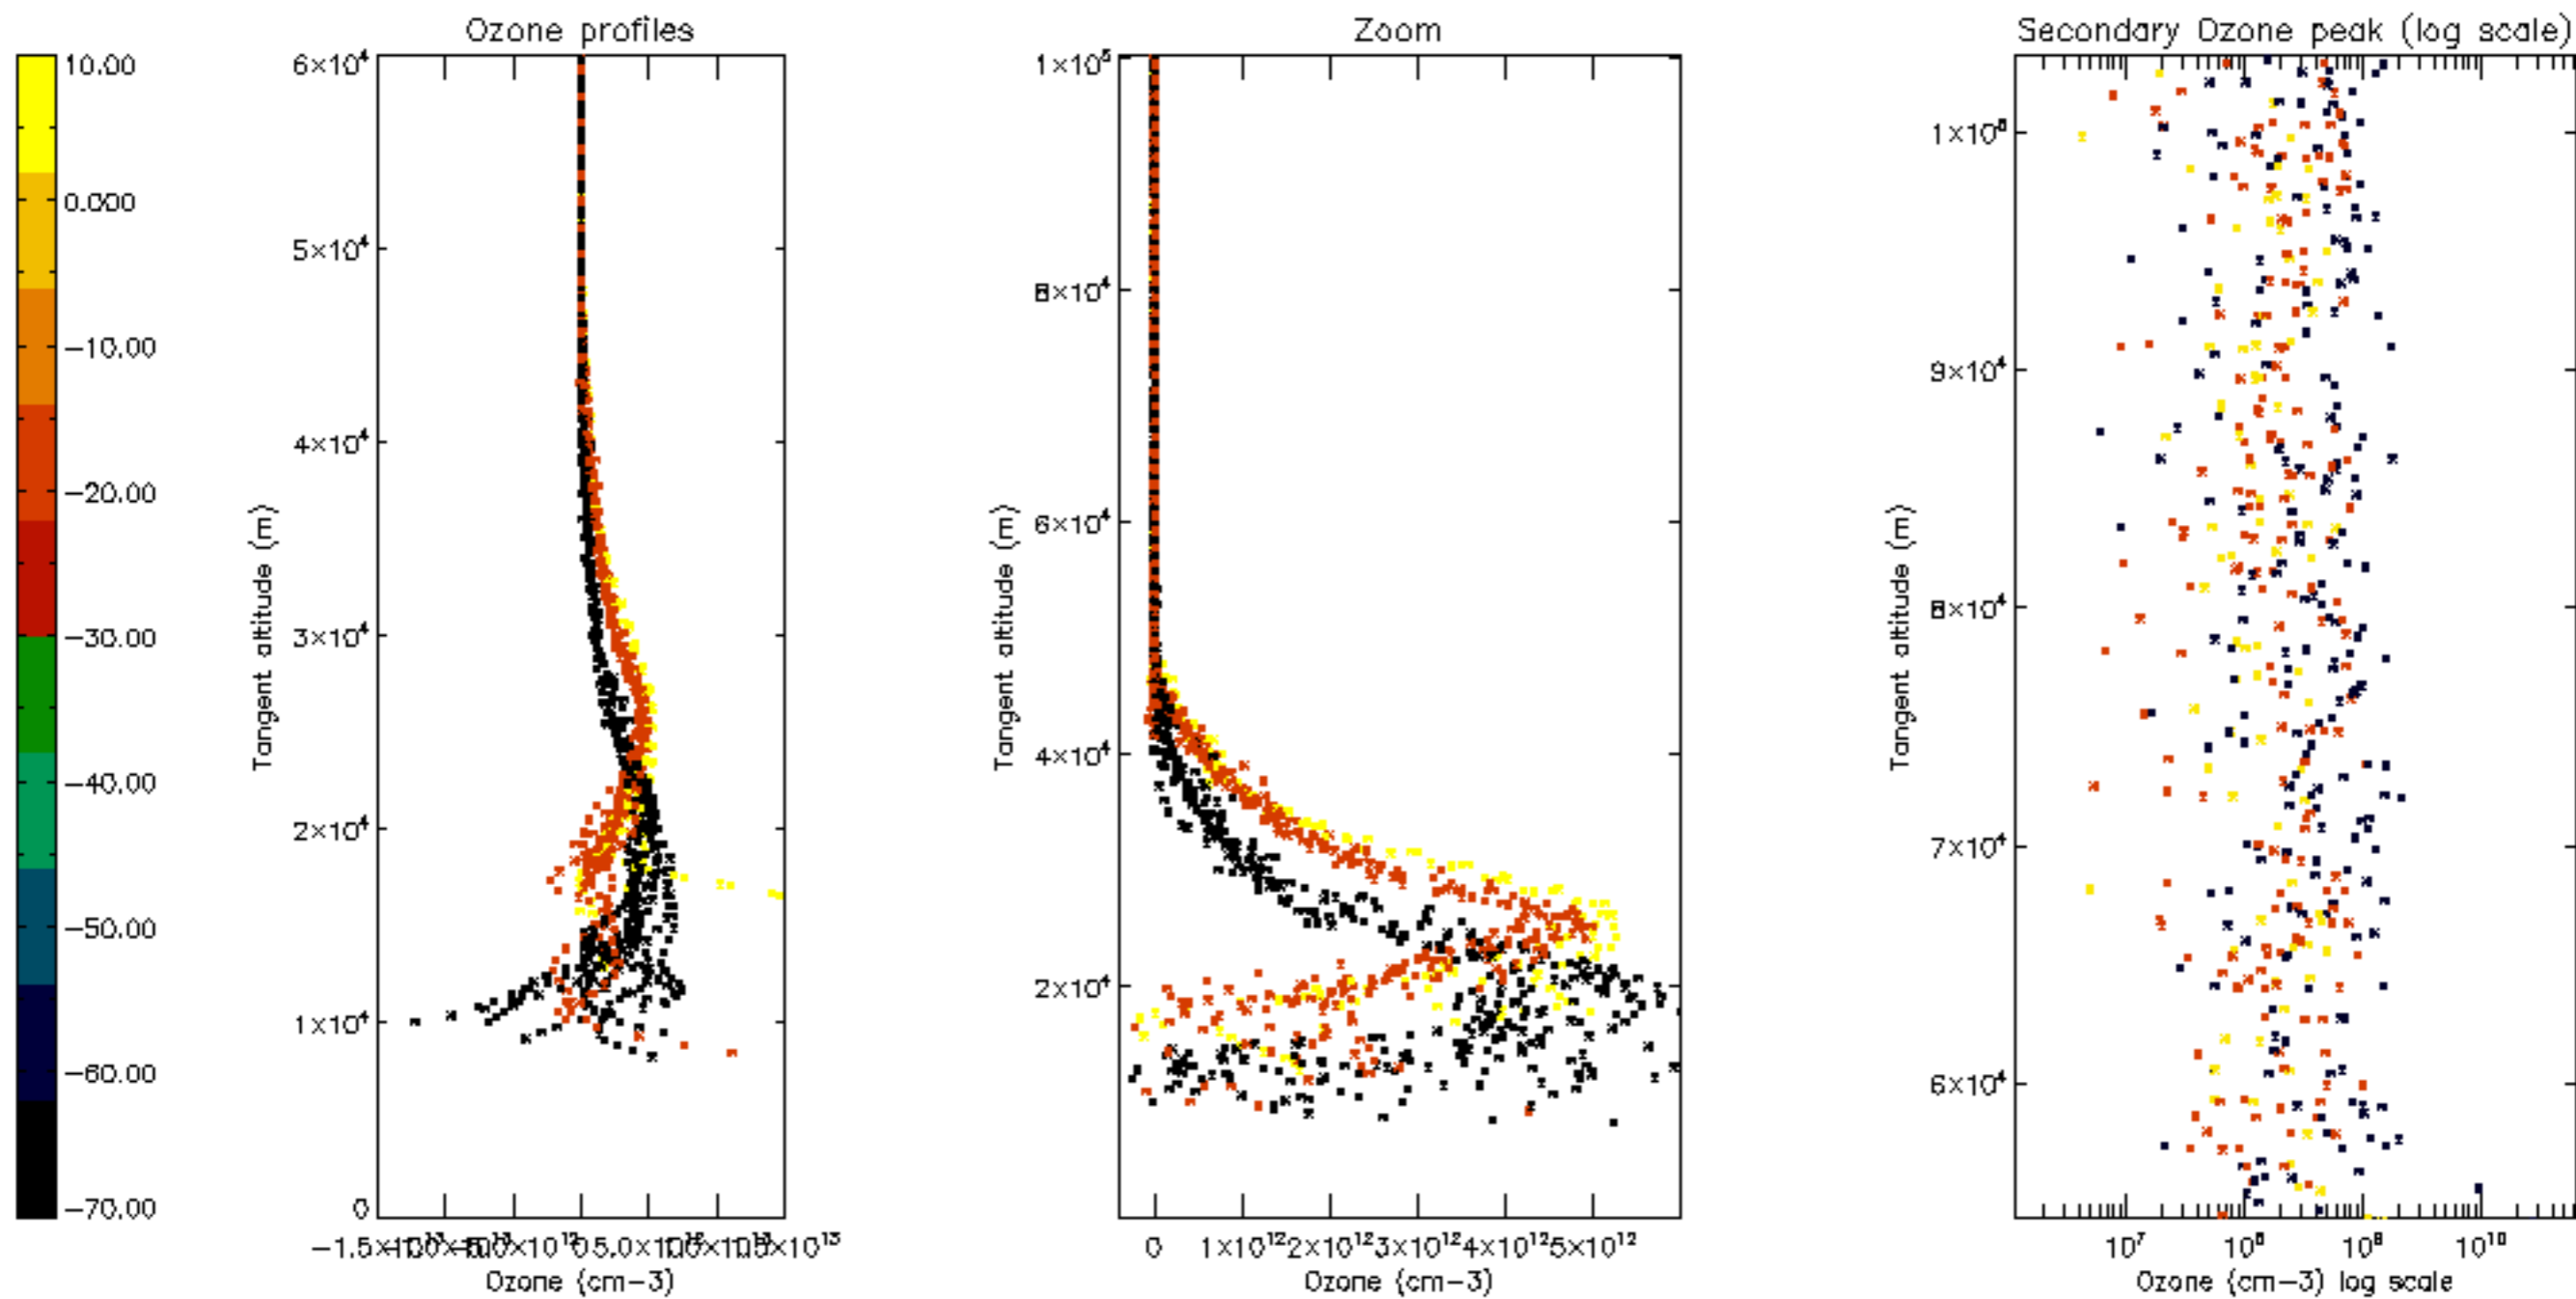 Ozone profiles
Zoom
Secondary Ozone peak (log scale)
10.00
0.000
−10.00
−20.00
−30.00
−40.00
−50.00
−60.00
−70.00
6×10⁴
5×10⁴
4×10⁴
3×10⁴
2×10⁴
1×10⁴
0
Tangent altitude (m)
Ozone (cm−3)
1×10⁵
8×10⁴
6×10⁴
4×10⁴
2×10⁴
Tangent altitude (m)
0 1×10¹² 2×10¹² 3×10¹² 4×10¹² 5×10¹²
Ozone (cm−3)
1×10⁵
9×10⁴
8×10⁴
7×10⁴
6×10⁴
Tangent altitude (m)
10⁷ 10⁸ 10⁹ 10¹⁰
Ozone (cm−3) log scale